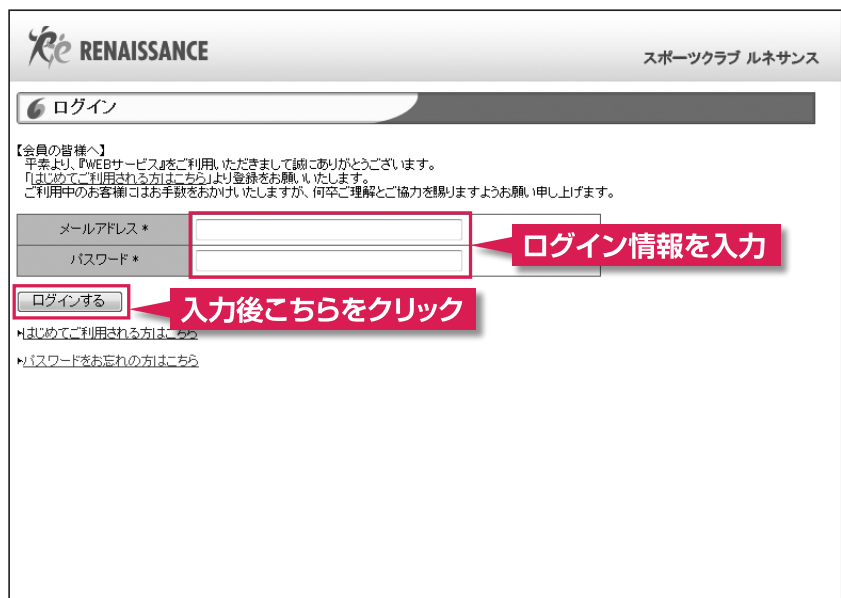 Ré RENAISSANCE
スポーツクラブ ルネサンス
ログイン
【会員の皆様へ】
平素より、『WEBサービス』をご利用いただきまして誠にありがとうございます。
「はじめてご利用される方はこちら」より登録をお願いいたします。
ご利用中のお客様にはお手数をおかけいたしますが、何卒ご理解とご協力を賜りますようお願い申し上げます。
メールアドレス *
ログイン情報を入力
パスワード *
ログインする
入力後こちらをクリック
はじめてご利用される方はこちら
パスワードをお忘れの方はこちら